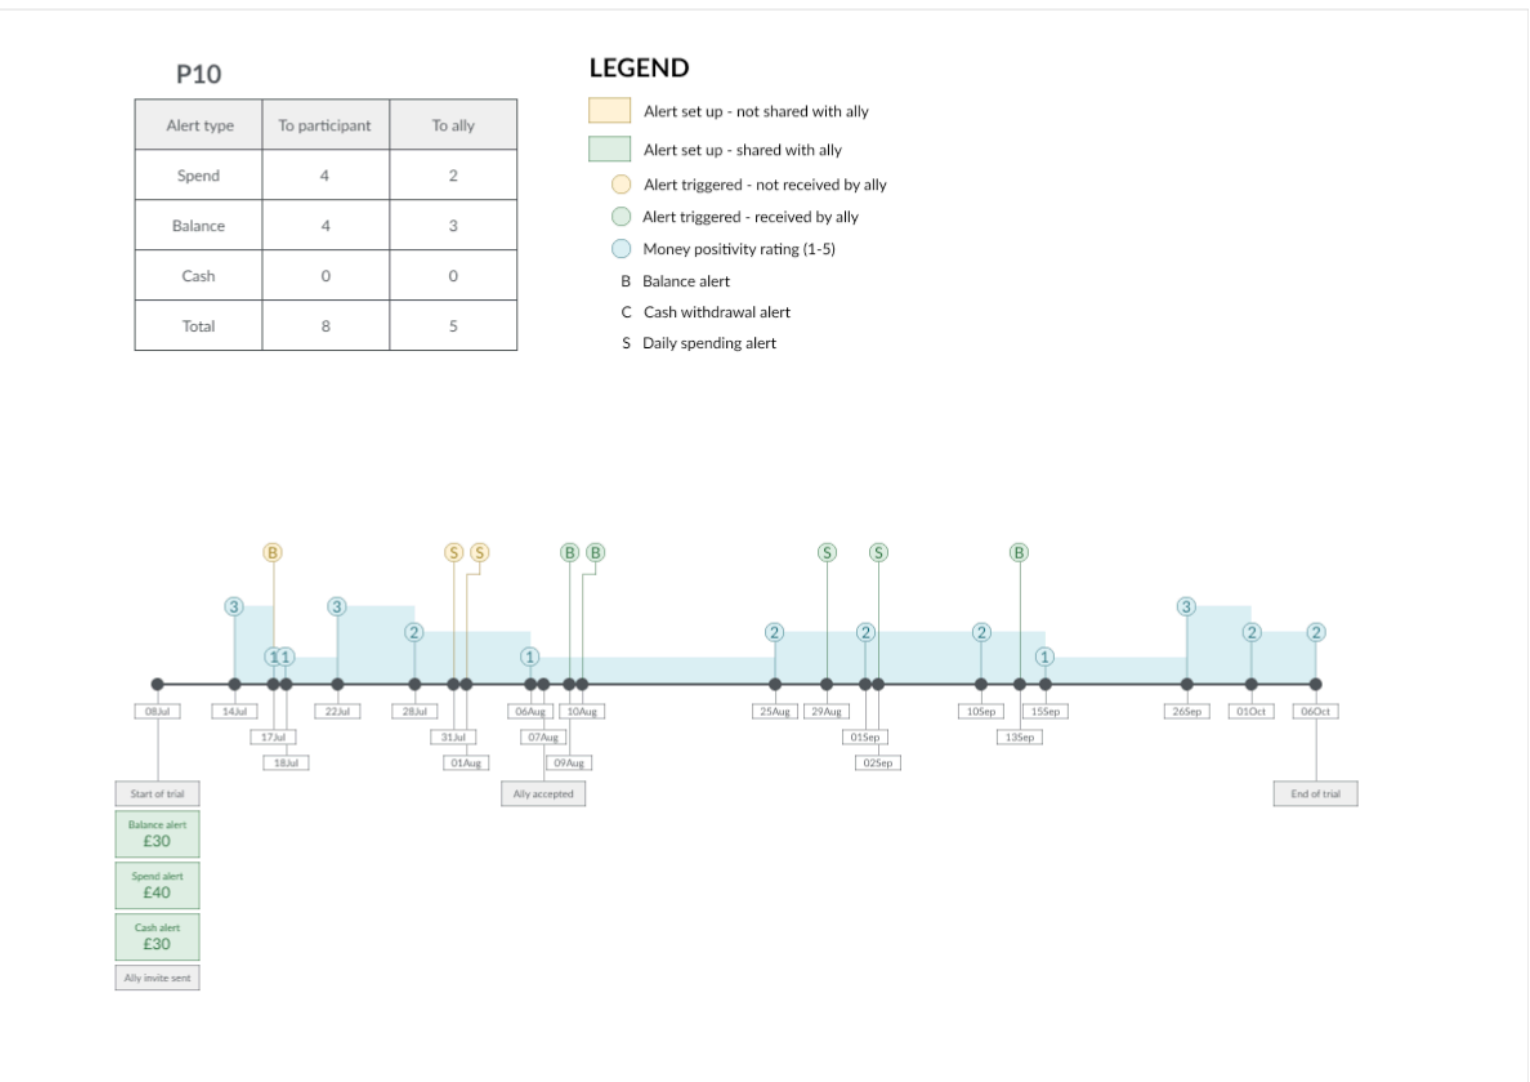 P10
Alert type To participant To ally
Spend 4 2
Balance 4 3
Cash 0 0
Total 8 5
LEGEND
Alert set up - not shared with ally
Alert set up - shared with ally
Alert triggered - not received by ally
Alert triggered - received by ally
Money positivity rating (1-5)
B Balance alert
C Cash withdrawal alert
S Daily spending alert
B S S B B S S B
3 3 3
2 2 2 2 2 2
1 1 1 1
08Jul 14Jul 22Jul 28Jul 06Aug 10Aug 25Aug 29Aug 10Sep 15Sep 26Sep 01Oct 06Oct
17Jul 31Jul 07Aug 01Sep 13Sep
18Jul 01Aug 09Aug 02Sep
Start of trial Ally accepted End of trial
Balance alert
£30
Spend alert
£40
Cash alert
£30
Ally invite sent